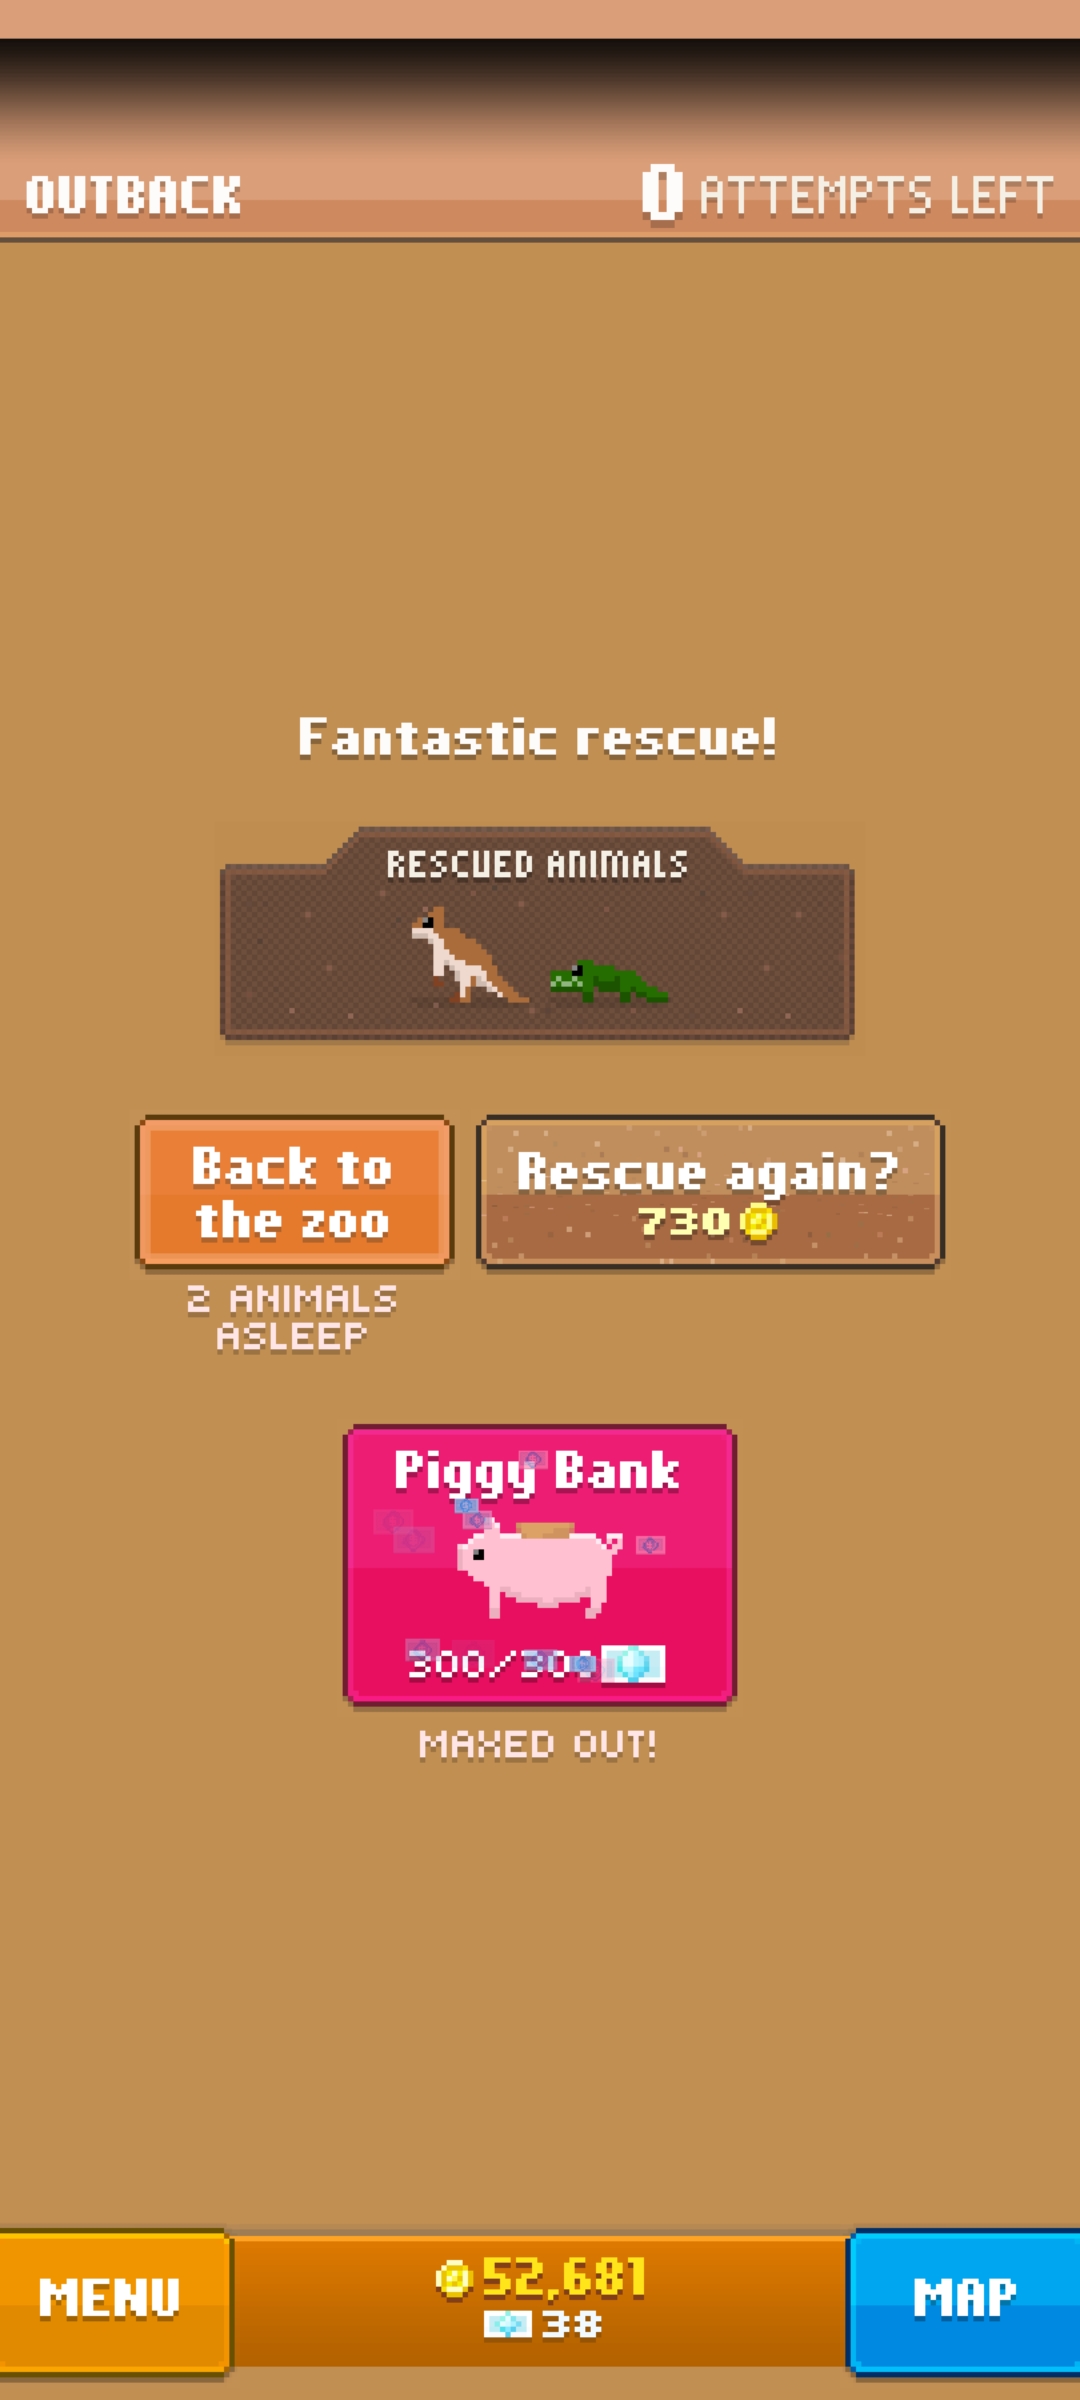 OUTBACK
0 ATTEMPTS LEFT
Fantastic rescue!
RESCUED ANIMALS
Back to
the zoo
Rescue again?
730
2 ANIMALS
ASLEEP
Piggy Bank
300/300
MAXED OUT!
MENU
52,681
38
MAP